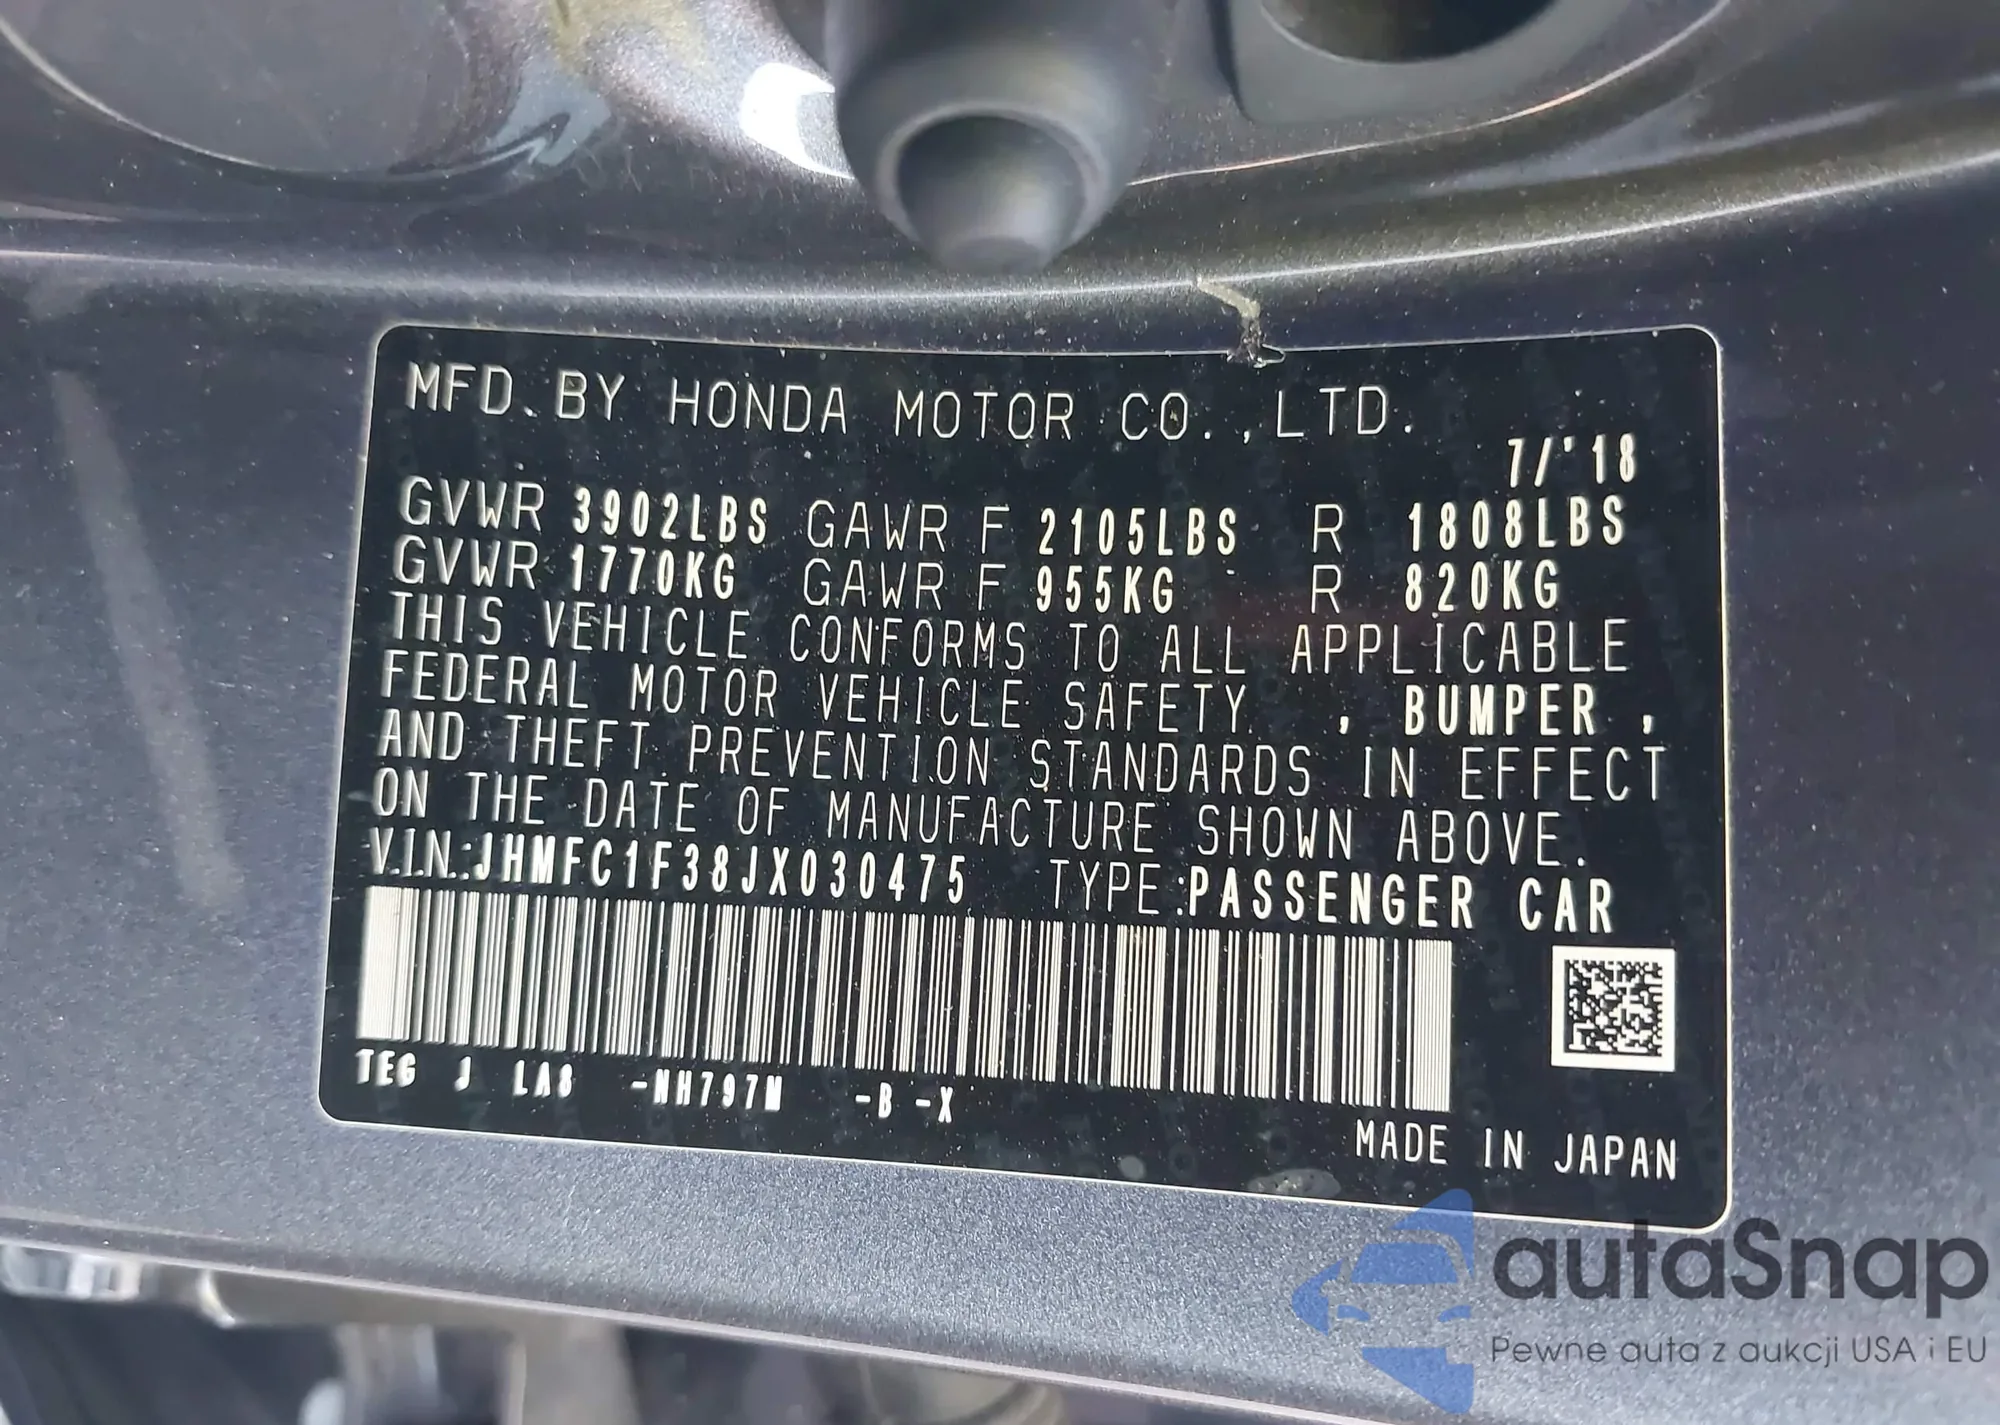 MFD. BY HONDA MOTOR CO.,LTD.
7/'18
GVWR 3902LBS GAWR F 2105LBS R 1808LBS
GVWR 1770KG GAWR F 955KG R 820KG
THIS VEHICLE CONFORMS TO ALL APPLICABLE
FEDERAL MOTOR VEHICLE SAFETY , BUMPER ,
AND THEFT PREVENTION STANDARDS IN EFFECT
ON THE DATE OF MANUFACTURE SHOWN ABOVE.
V.I.N.:JHMFC1F38JX030475 TYPE:PASSENGER CAR
TEG J LA8 -NH797M -B -X
MADE IN JAPAN
autaSnap
Pewne auta z aukcji USA i EU